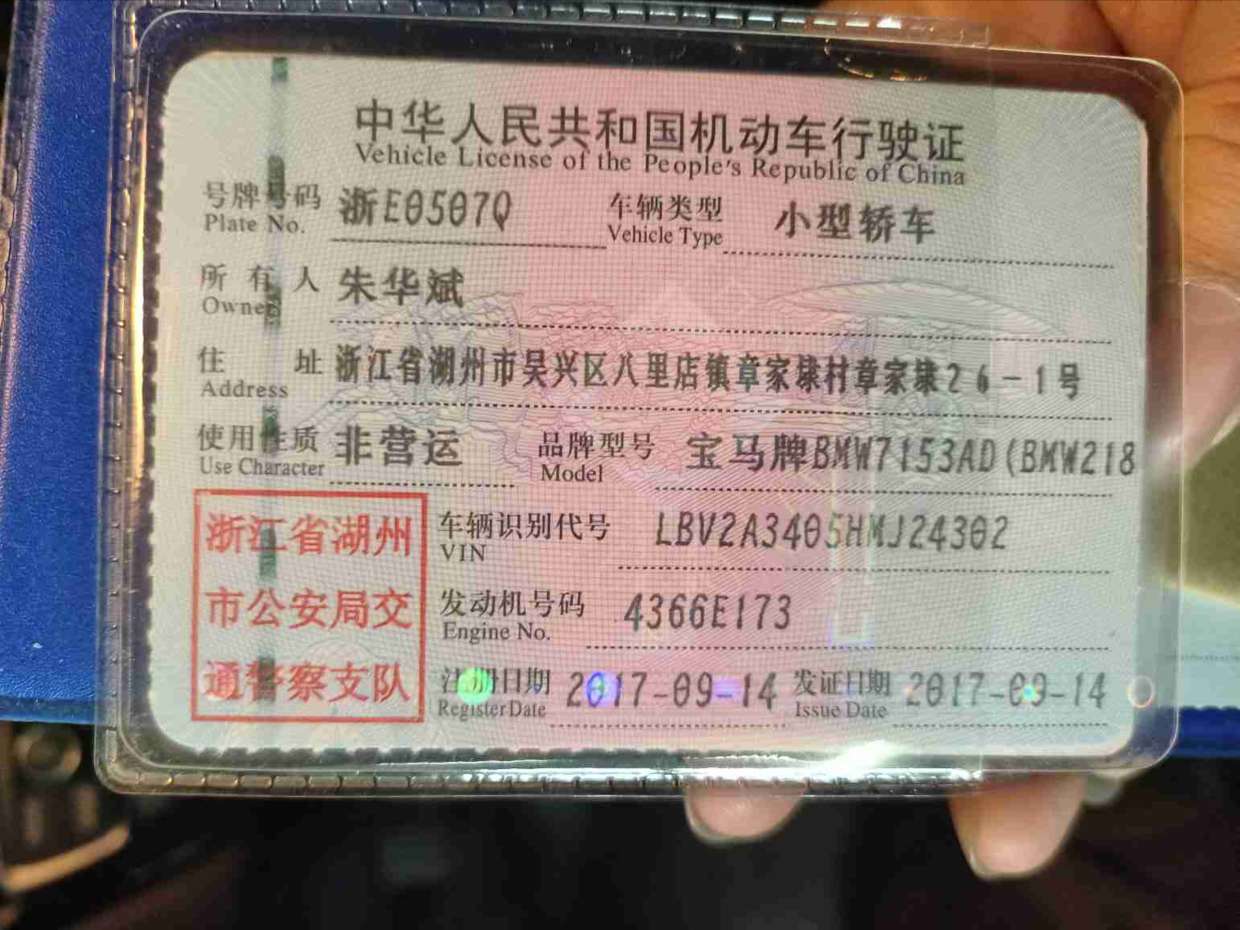 中华人民共和国机动车行驶证
Vehicle License of the People's Republic of China
号牌号码 浙E0507Q 车辆类型 小型轿车
Plate No. Vehicle Type
所有人 朱华斌
Owner
住址 浙江省湖州市吴兴区八里店镇章家埭村章家埭26-1号
Address
使用性质 非营运 品牌型号 宝马牌BMW7153AD(BMW218
Use Character Model
浙江省湖州
市公安局交
通警察支队
车辆识别代号 LBV2A3405HMJ24302
VIN
发动机号码 4366E173
Engine No.
注册日期 2017-09-14 发证日期 2017-09-14
Register Date Issue Date